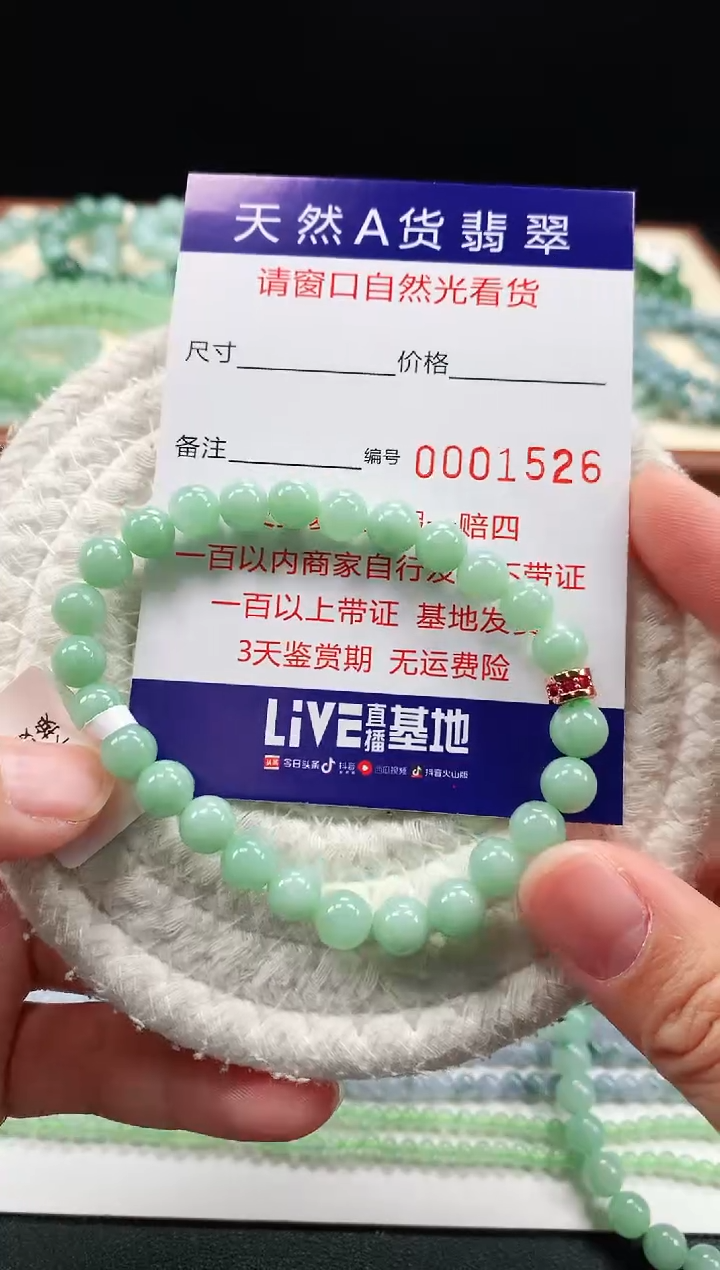 天然A货翡翠
请窗口自然光看货
尺寸 价格
备注 编号 0001526
赔四
一百以内商家自行发 不带证
一百以上带证 基地发货
3天鉴赏期 无运费险
LiVE直播基地
头条 今日头条 抖音 西瓜视频 抖音火山版